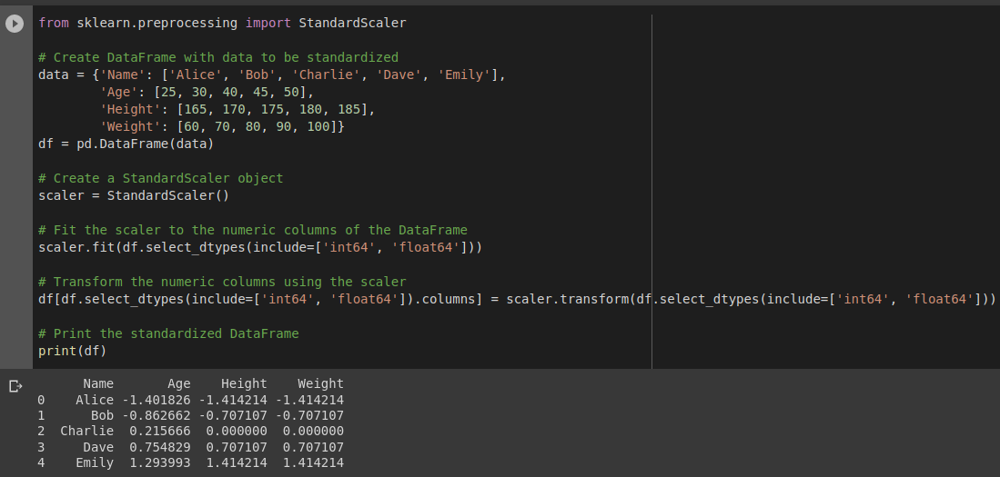 from sklearn.preprocessing import StandardScaler
# Create DataFrame with data to be standardized
data = {'Name': ['Alice', 'Bob', 'Charlie', 'Dave', 'Emily'],
        'Age': [25, 30, 40, 45, 50],
        'Height': [165, 170, 175, 180, 185],
        'Weight': [60, 70, 80, 90, 100]}
df = pd.DataFrame(data)
# Create a StandardScaler object
scaler = StandardScaler()
# Fit the scaler to the numeric columns of the DataFrame
scaler.fit(df.select_dtypes(include=['int64', 'float64']))
# Transform the numeric columns using the scaler
df[df.select_dtypes(include=['int64', 'float64']).columns] = scaler.transform(df.select_dtypes(include=['int64', 'float64']))
# Print the standardized DataFrame
print(df)
      Name       Age    Height    Weight
0    Alice -1.401826 -1.414214 -1.414214
1      Bob -0.862662 -0.707107 -0.707107
2  Charlie  0.215666  0.000000  0.000000
3     Dave  0.754829  0.707107  0.707107
4    Emily  1.293993  1.414214  1.414214